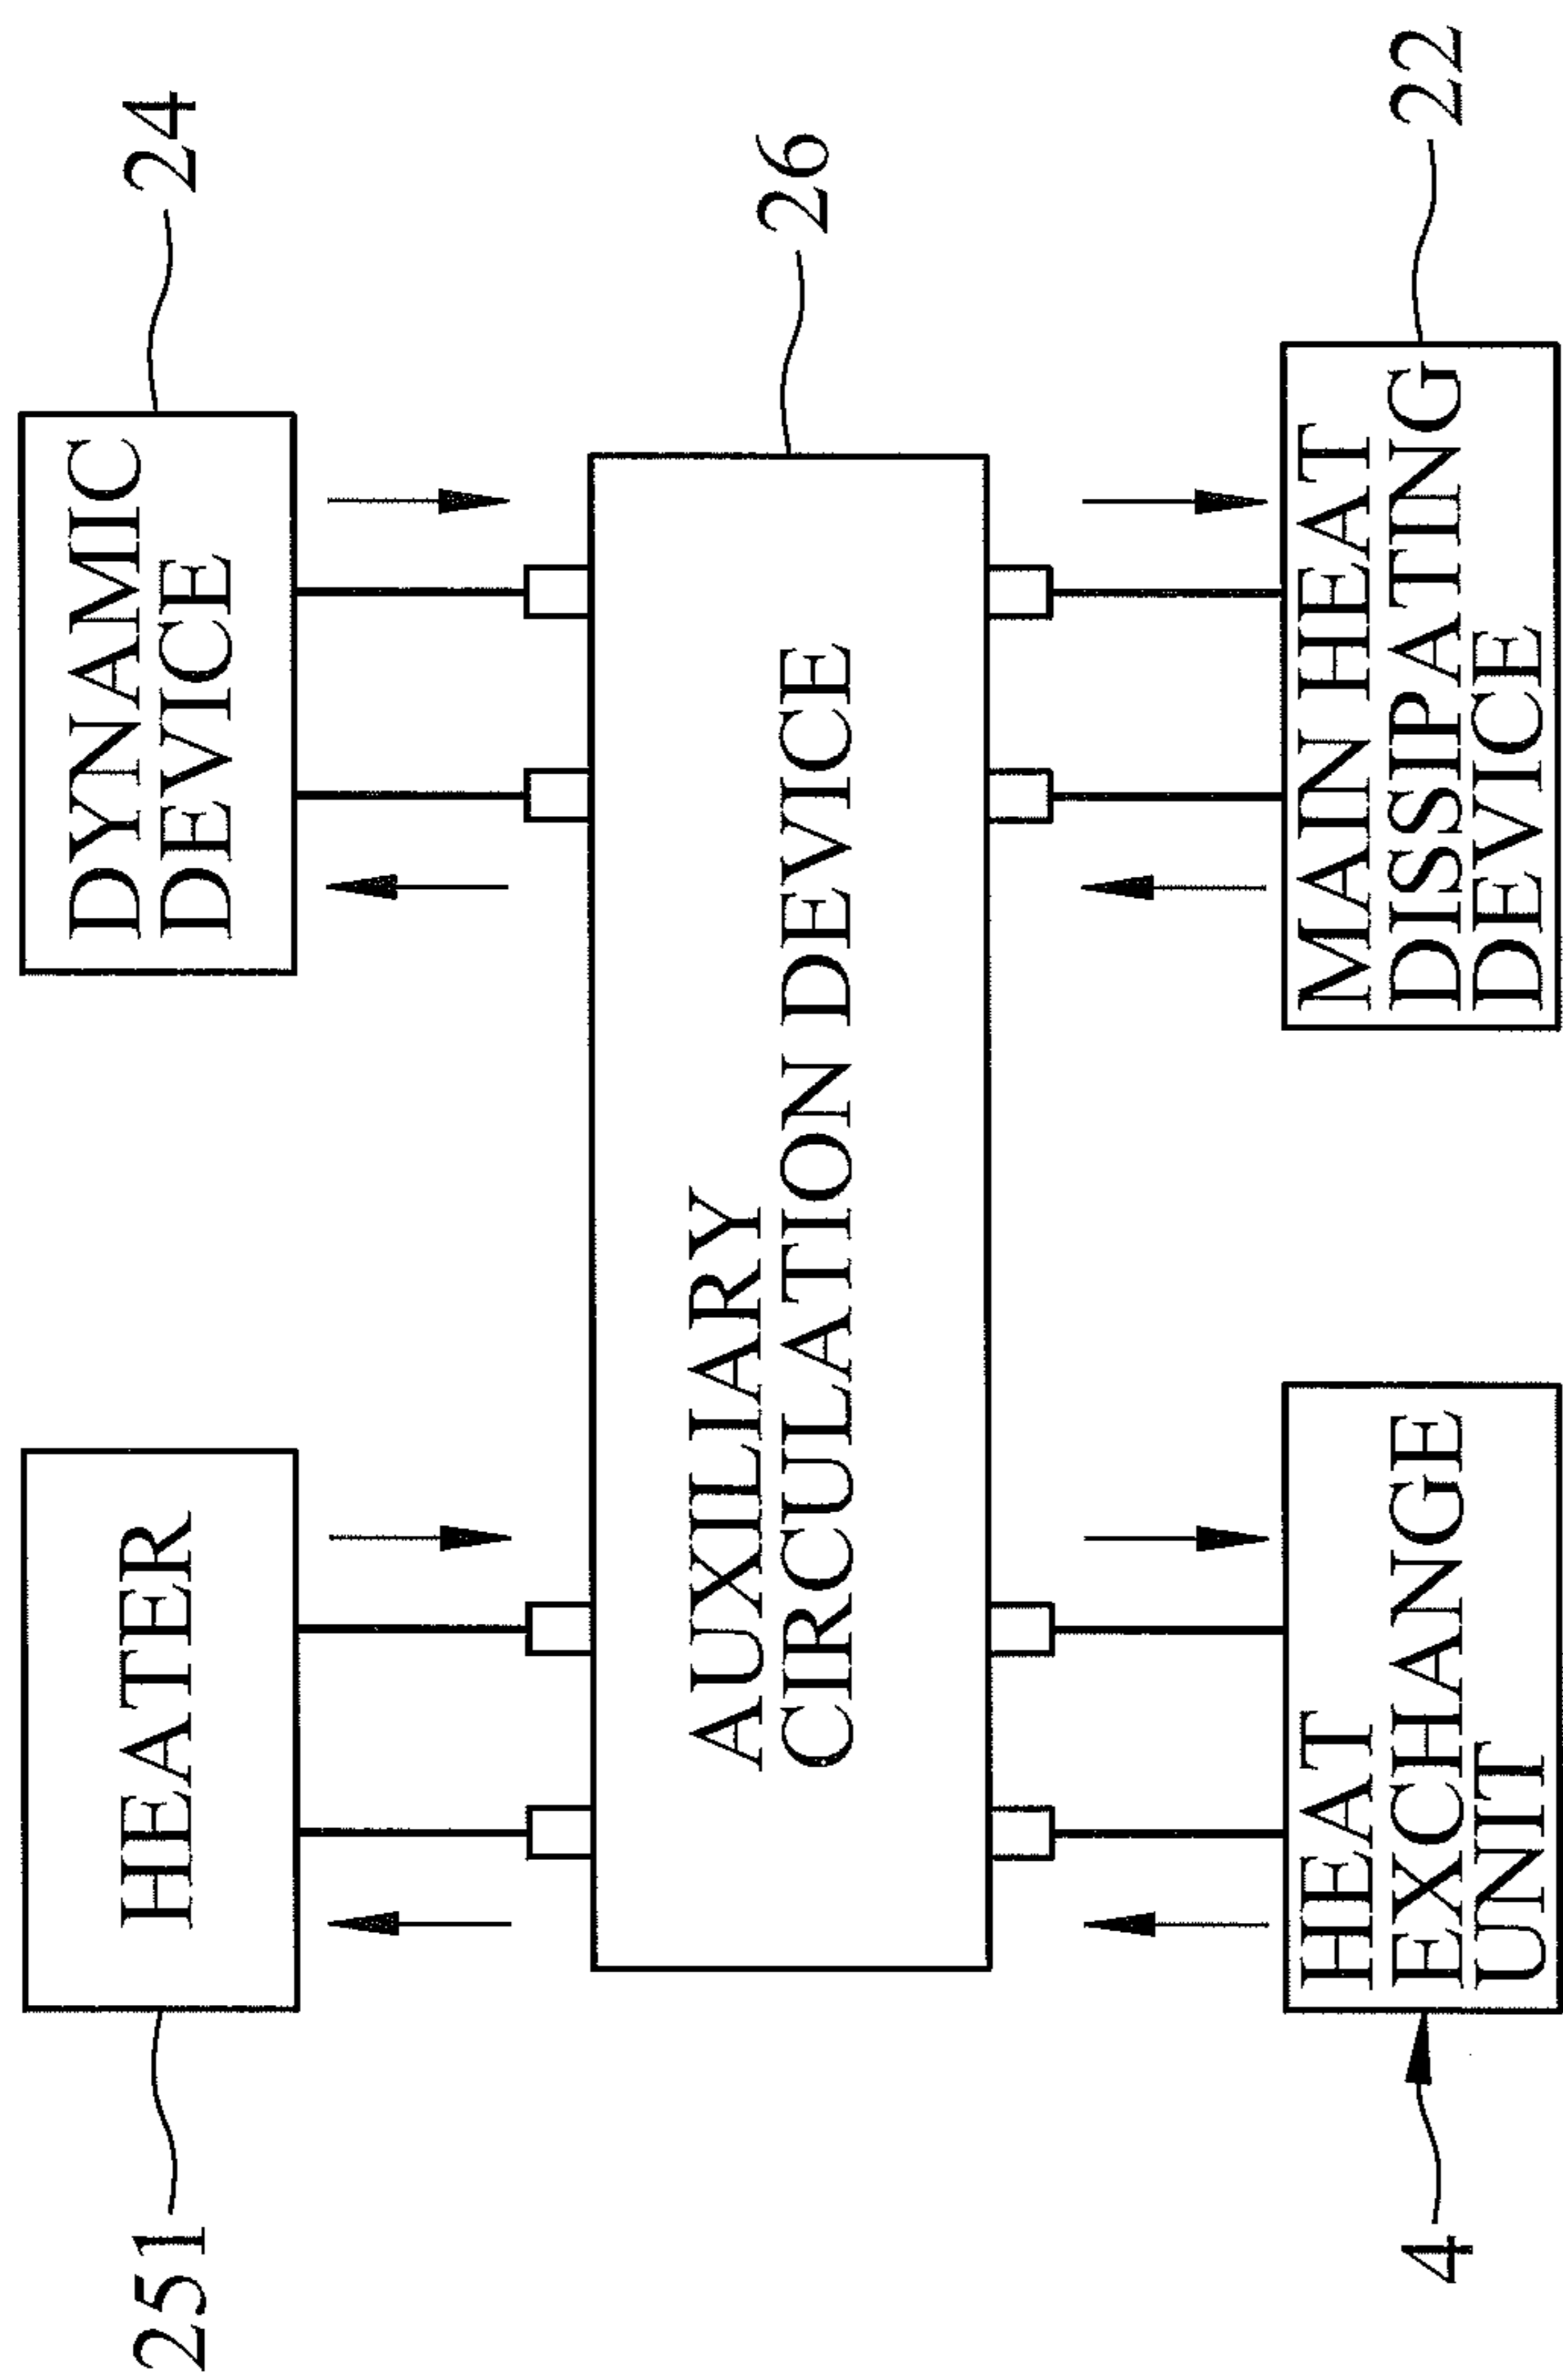 251
HEATER
DYNAMIC
DEVICE
24
AUXILIARY
CIRCULATION DEVICE
26
4
HEAT
EXCHANGE
UNIT
MAIN HEAT
DISSIPATING
DEVICE
22